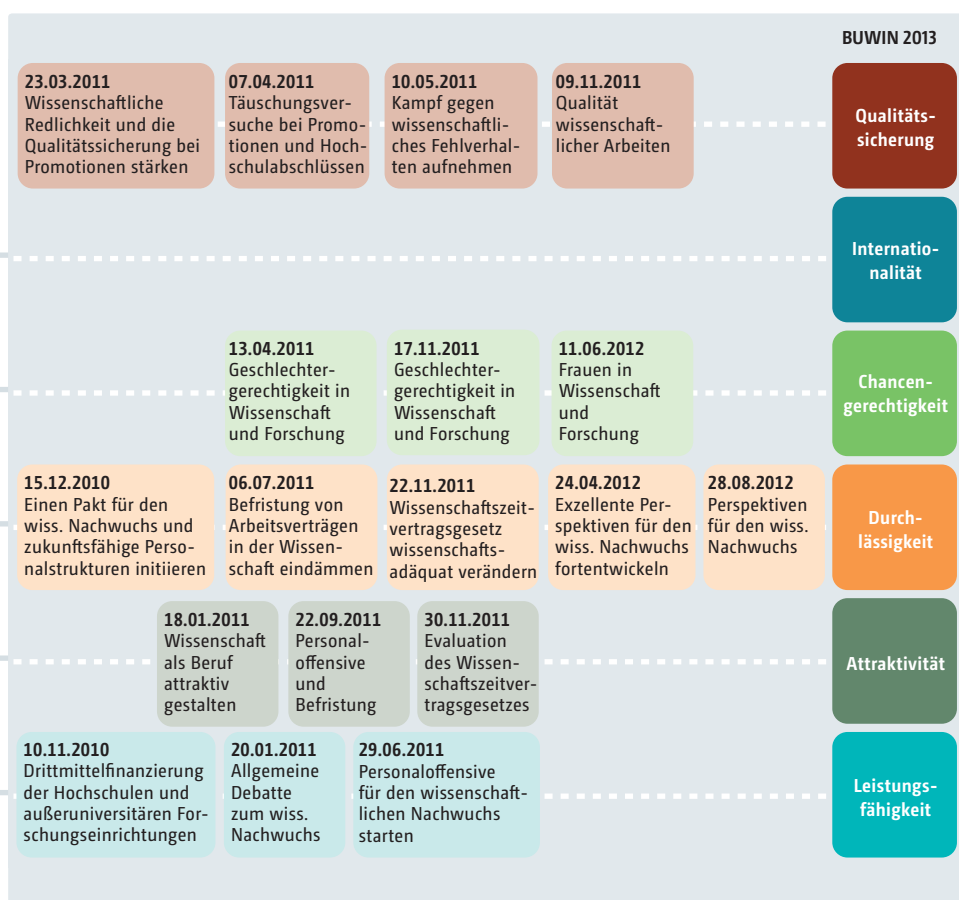 BUWIN 2013
23.03.2011
Wissenschaftliche
Redlichkeit und die
Qualitätssicherung bei
Promotionen stärken
07.04.2011
Täuschungsver-
suche bei Promo-
tionen und Hoch-
schulabschlüssen
10.05.2011
Kampf gegen
wissenschaftli-
ches Fehlverhal-
ten aufnehmen
09.11.2011
Qualität
wissenschaft-
licher Arbeiten
Qualitäts-
sicherung
Internatio-
nalität
13.04.2011
Geschlechter-
gerechtigkeit in
Wissenschaft
und Forschung
17.11.2011
Geschlechter-
gerechtigkeit in
Wissenschaft
und Forschung
11.06.2012
Frauen in
Wissenschaft
und
Forschung
Chancen-
gerechtigkeit
15.12.2010
Einen Pakt für den
wiss. Nachwuchs und
zukunftsfähige Perso-
nalstrukturen initiieren
06.07.2011
Befristung von
Arbeitsverträgen
in der Wissen-
schaft eindämmen
22.11.2011
Wissenschaftszeit-
vertragsgesetz
wissenschafts-
adäquat verändern
24.04.2012
Exzellente Per-
spektiven für den
wiss. Nachwuchs
fortentwickeln
28.08.2012
Perspektiven
für den wiss.
Nachwuchs
Durch-
lässigkeit
18.01.2011
Wissenschaft
als Beruf
attraktiv
gestalten
22.09.2011
Personal-
offensive
und
Befristung
30.11.2011
Evaluation
des Wissen-
schaftszeitver-
tragsgesetzes
Attraktivität
10.11.2010
Drittmittelfinanzierung
der Hochschulen und
außeruniversitären For-
schungseinrichtungen
20.01.2011
Allgemeine
Debatte
zum wiss.
Nachwuchs
29.06.2011
Personaloffensive
für den wissenschaft-
lichen Nachwuchs
starten
Leistungs-
fähigkeit